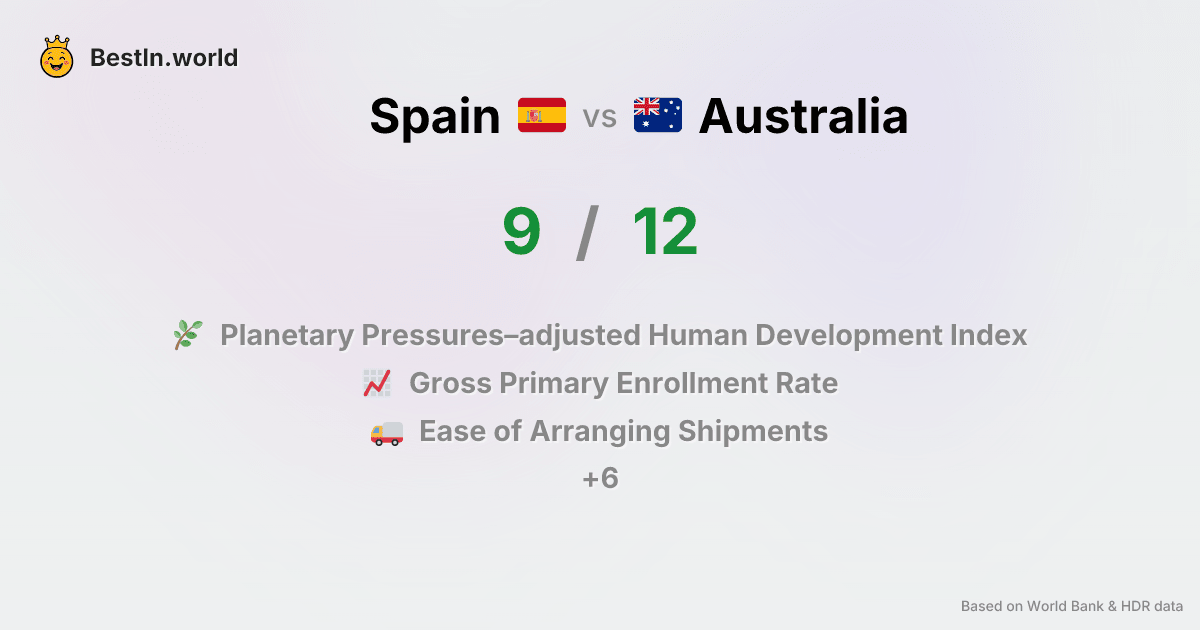 BestIn.world
Spain vs Australia
9 / 12
Planetary Pressures–adjusted Human Development Index
Gross Primary Enrollment Rate
Ease of Arranging Shipments
+6
Based on World Bank & HDR data